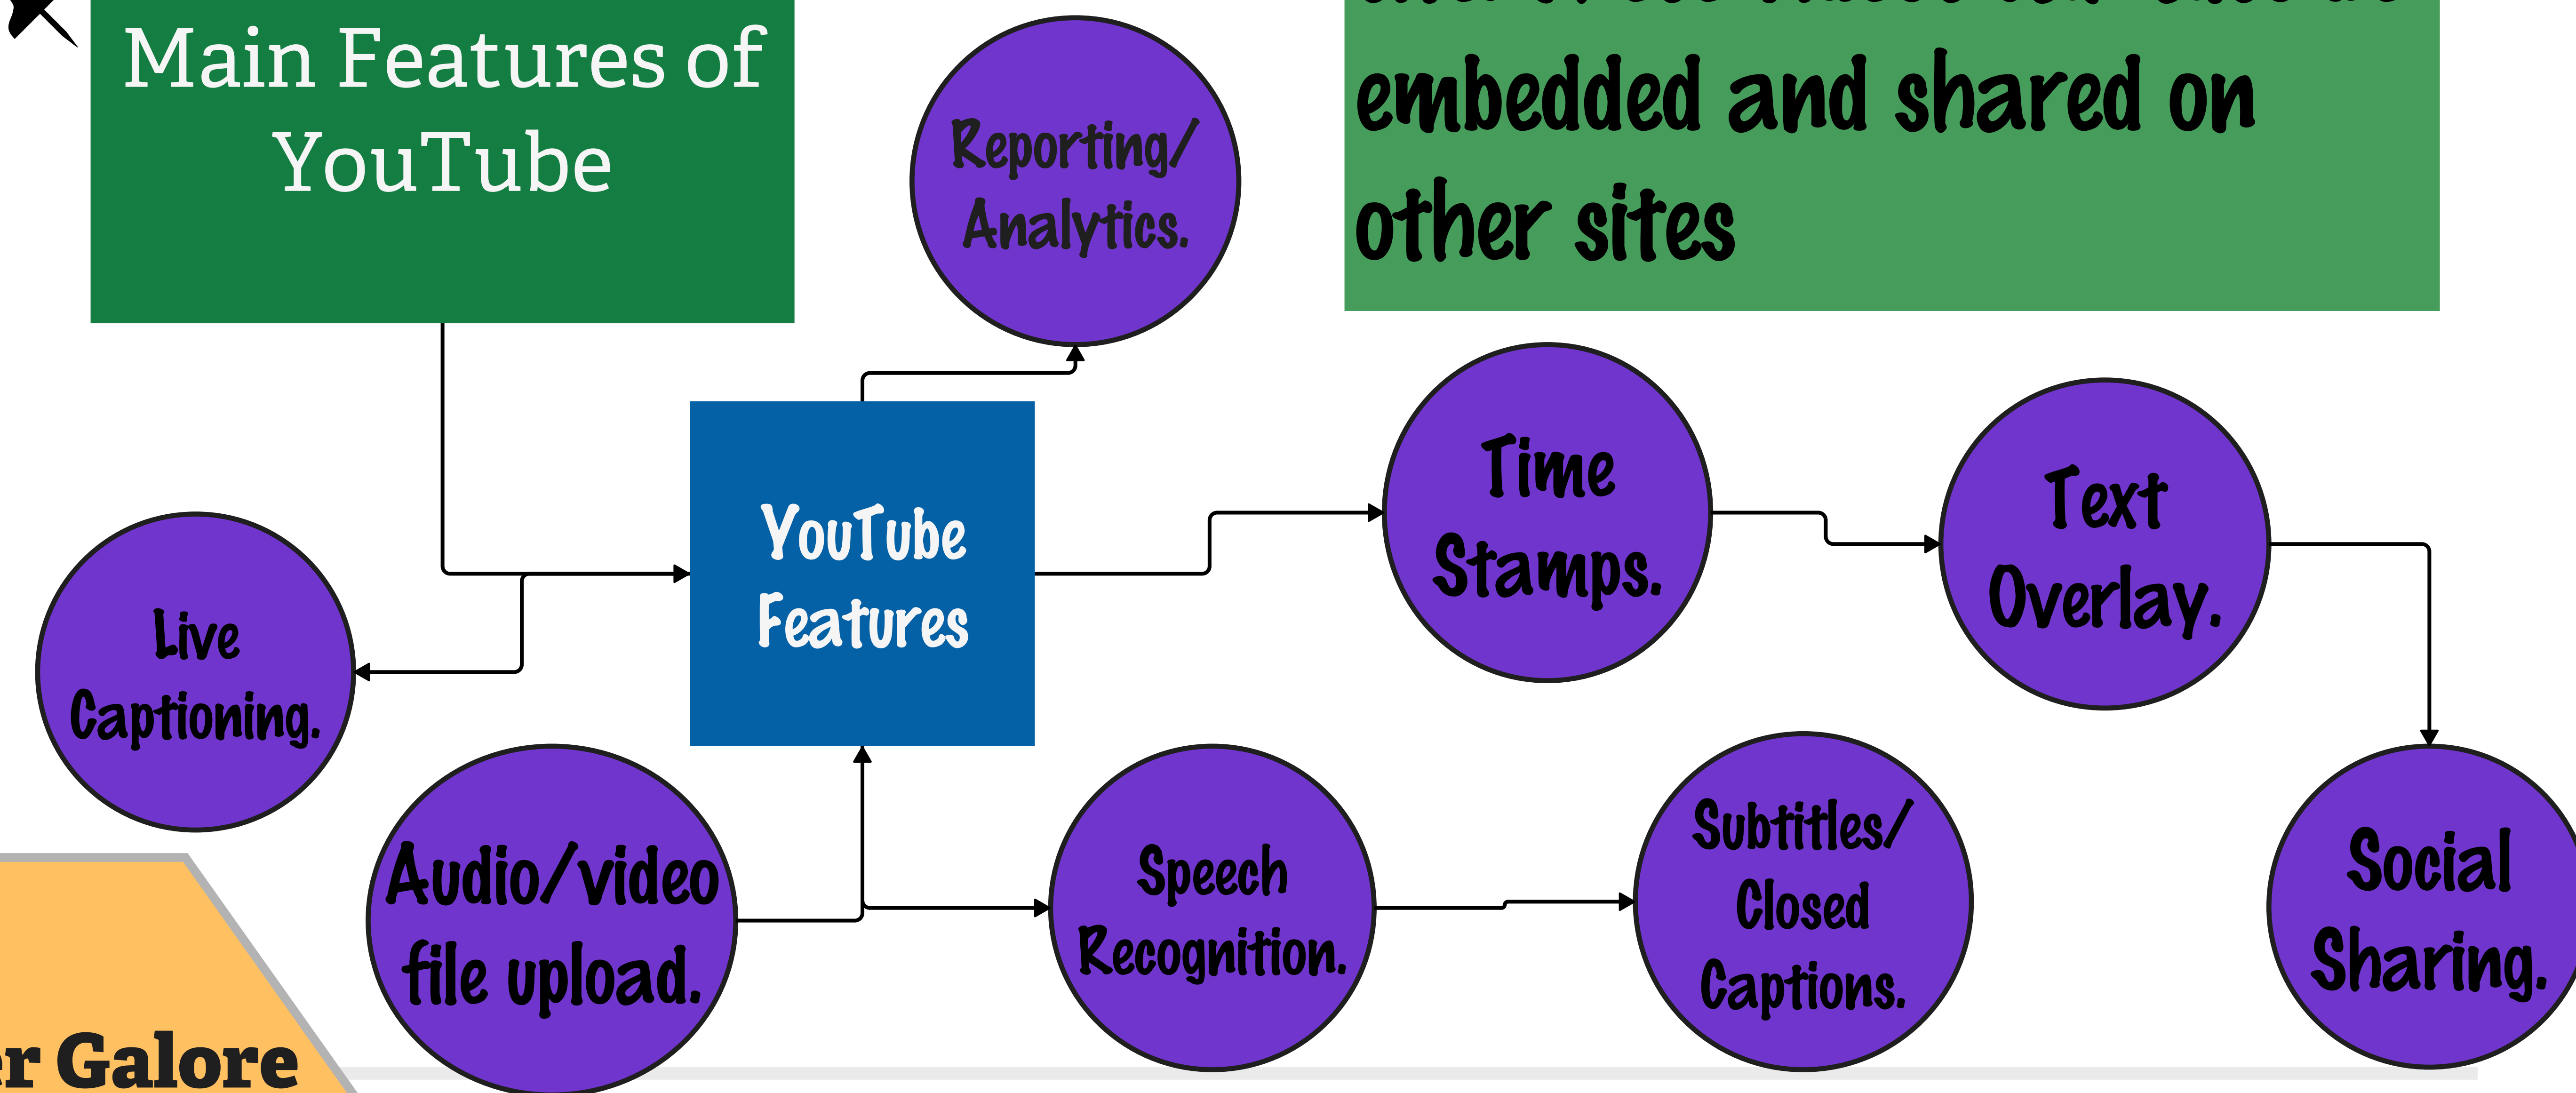 Main Features of
YouTube
embedded and shared on
other sites
Reporting/
Analytics.
YouTube
Features
Time
Stamps.
Text
Overlay.
Live
Captioning.
Audio/video
file upload.
Speech
Recognition.
Subtitles/
Closed
Captions.
Social
Sharing.
Galore